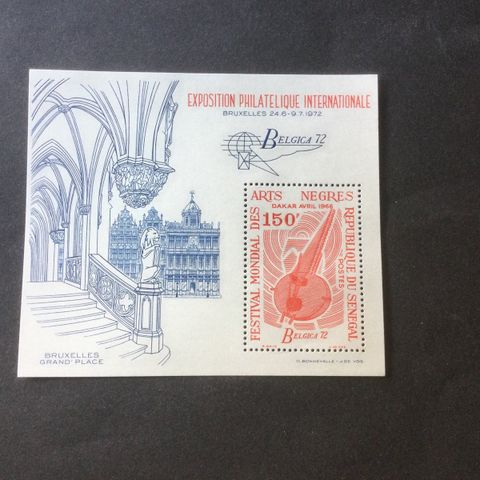 EXPOSITION PHILATELIQUE INTERNATIONALE
BRUXELLES 24.6-9.7.1972
BELGICA 72
FESTIVAL MONDIAL DES
ARTS NEGRES
DAKAR AVRIL 1966
150F
REPUBLIQUE DU SENEGAL
POSTES
BELGICA 72
BRUXELLES
GRAND' PLACE